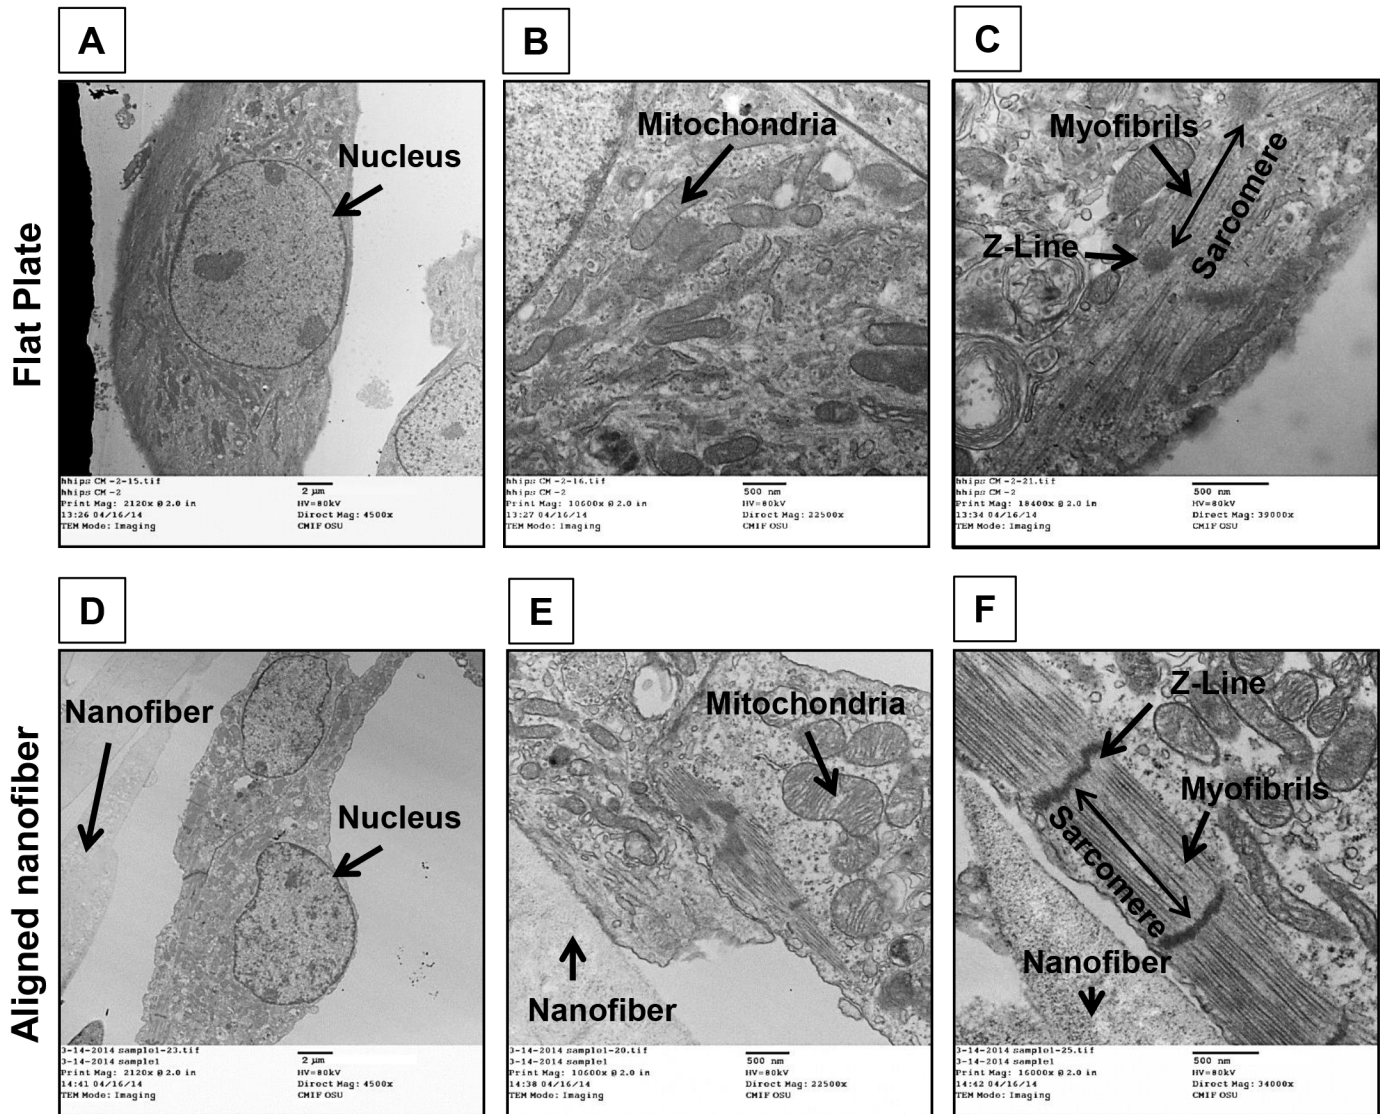 A
B
C
Flat Plate
Nucleus
Mitochondria
Myofibrils
Z-Line
Sarcomere
hhips CM -2-15.tif
hhips CM -2
Print Mag: 2120x @ 2.0 in
13:26 04/16/14
TEM Mode: Imaging
2 µm
HV=80kV
Direct Mag: 4500x
CMIF OSU
hhips CM -2-16.tif
hhips CM -2
Print Mag: 10600x @ 2.0 in
13:27 04/16/14
TEM Mode: Imaging
500 nm
HV=80kV
Direct Mag: 22500x
CMIF OSU
hhips CM -2-21.tif
hhips CM -2
Print Mag: 18400x @ 2.0 in
13:34 04/16/14
TEM Mode: Imaging
500 nm
HV=80kV
Direct Mag: 39000x
CMIF OSU
D
E
F
Aligned nanofiber
Nanofiber
Nucleus
Mitochondria
Nanofiber
Z-Line
Myofibrils
Sarcomere
Nanofiber
3-14-2014 sample1-23.tif
3-14-2014 sample1
Print Mag: 2120x @ 2.0 in
14:41 04/16/14
TEM Mode: Imaging
2 µm
HV=80kV
Direct Mag: 4500x
CMIF OSU
3-14-2014 sample1-20.tif
3-14-2014 sample1
Print Mag: 10600x @ 2.0 in
14:38 04/16/14
TEM Mode: Imaging
500 nm
HV=80kV
Direct Mag: 22500x
CMIF OSU
3-14-2014 sample1-25.tif
3-14-2014 sample1
Print Mag: 16000x @ 2.0 in
14:42 04/16/14
TEM Mode: Imaging
500 nm
HV=80kV
Direct Mag: 34000x
CMIF OSU